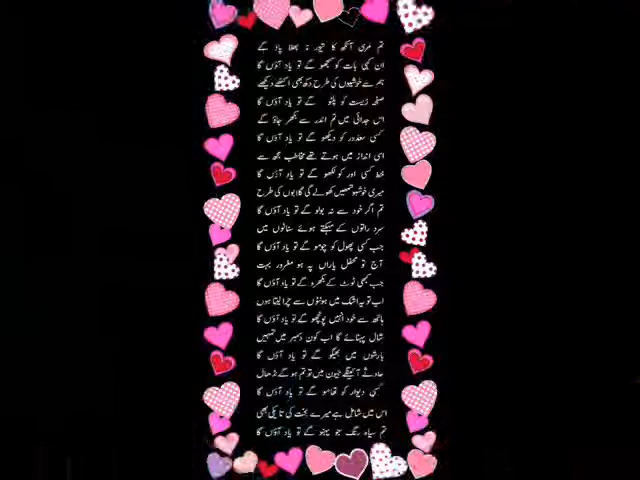 تم مری آنکھ کے تیور نہ بھلا پاؤ گے
ان کہی بات کو سمجھو گے تو یاد آؤں گا
ہم نے خوشیوں کی طرح دکھ بھی اکٹھے دیکھے
صفحہ زیست کو پلٹو گے تو یاد آؤں گا
اس جدائی میں تم اندر سے بکھر جاؤ گے
کسی معذور کو دیکھو گے تو یاد آؤں گا
اسی انداز میں ہوتے تھے مخاطب مجھ سے
خط کسی اور کو لکھو گے تو یاد آؤں گا
میری خوشبو تمہیں کھولے گی گلابوں کی طرح
تم اگر خود سے نہ بولو گے تو یاد آؤں گا
سرد راتوں کے مہکتے ہوئے سناٹوں میں
جب کسی پھول کو چومو گے تو یاد آؤں گا
آج تو محفل یاراں پہ ہو مغرور بہت
جب کبھی ٹوٹ کے بکھرو گے تو یاد آؤں گا
اب تو یہ اشک میں ہونٹوں سے چرا لیتا ہوں
ہاتھ سے خود انہیں پونچھو گے تو یاد آؤں گا
شال پہنائے گا اب کون دسمبر میں تمہیں
بارشوں میں بھیگو گے تو یاد آؤں گا
حادثے آئینگے جیون میں تو تم ہو گے نڈھال
کسی دیوار کو تھامو گے تو یاد آؤں گا
اس میں شامل ہے میرے بخت کی تاریکی بھی
تم سیاہ رنگ جو پہنو گے تو یاد آؤں گا